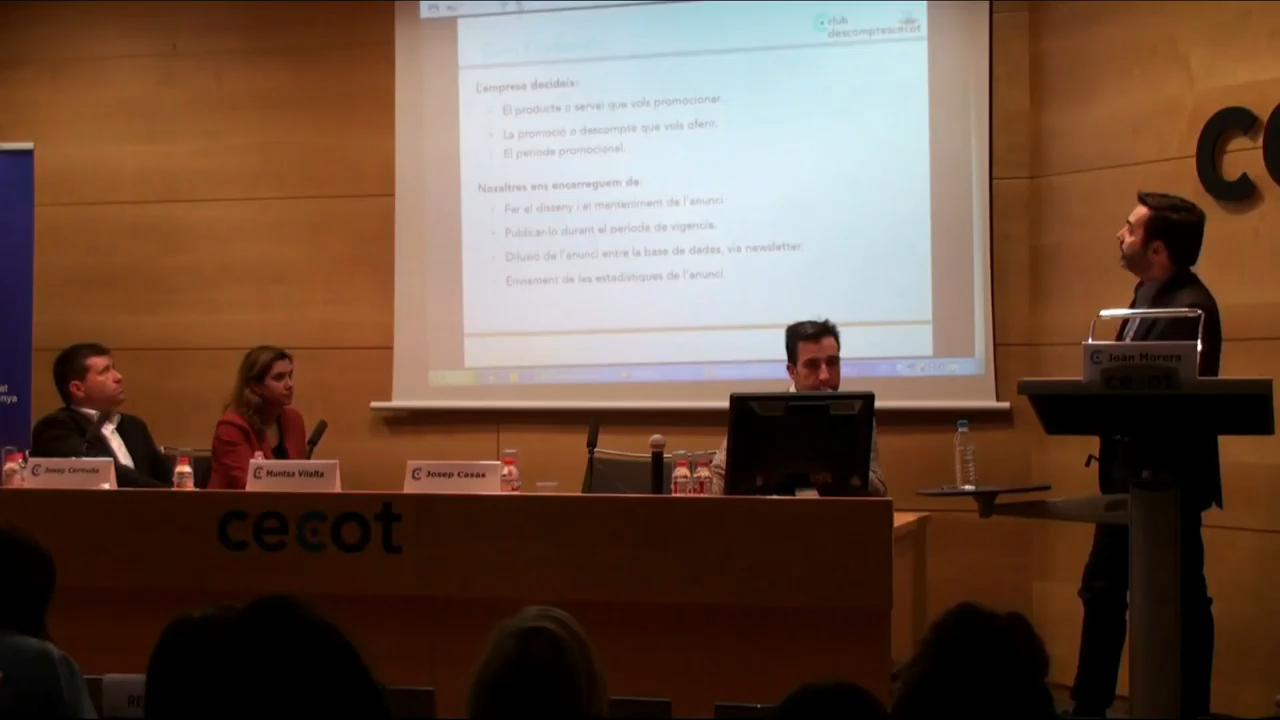 club
descomptescecot
L'empresa decideix:
El producte o servei que vols promocionar.
La promoció o descompte que vols oferir.
El període promocional.
Nosaltres ens encarreguem de:
Fer el disseny i el manteniment de l'anunci
Publicar-lo durant el període de vigència.
Difusió de l'anunci entre la base de dades, via newsletter.
Enviament de les estadístiques de l'anunci
Joan Morera
cecot
Josep Cernuda
Muntsa Vilalta
Josep Casas
cecot